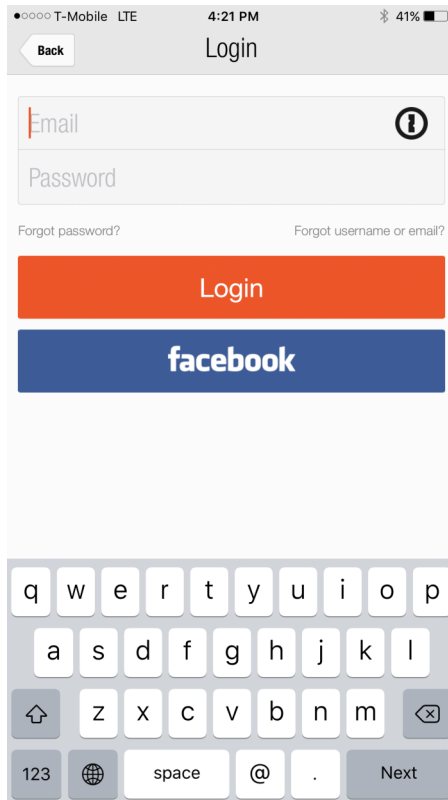 T-Mobile LTE 4:21 PM 41%
Back Login
Email
Password
Forgot password? Forgot username or email?
Login
facebook
q w e r t y u i o p
a s d f g h j k l
z x c v b n m
123 space @ . Next